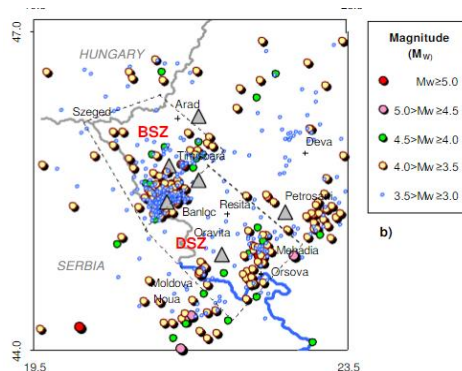 47.0
HUNGARY
Szeged
Arad
BSZ
Timisoara
Deva
Banloc
Resita
Petrosani
DSZ
Oravita
Mehadia
SERBIA
Moldova
Noua
Orsova
44.0
19.5
23.5
Magnitude
(Mw)
Mw≥5.0
5.0>Mw≥4.5
4.5>Mw≥4.0
4.0>Mw≥3.5
3.5>Mw≥3.0
b)